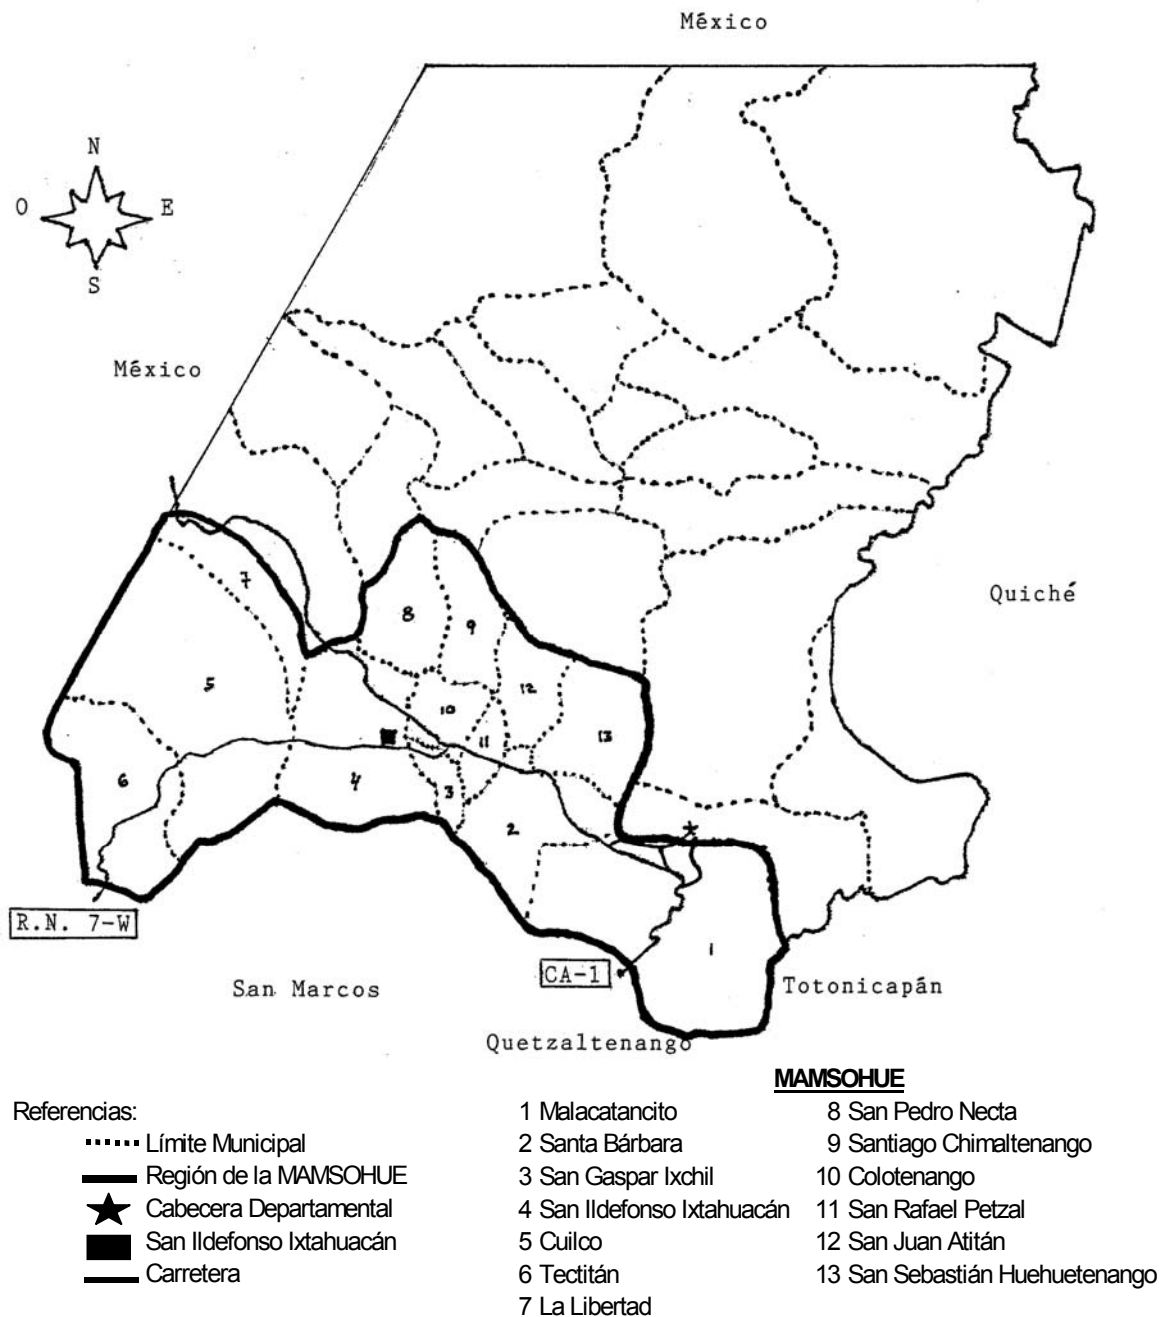 México
N
O E
S
México
Quiché
7
8
9
5
12
10
13
11
6
4
3
2
1
R.N. 7-W
CA-1
San Marcos
Totonicapán
Quetzaltenango
MAMSOHUE
Referencias:
Límite Municipal
Región de la MAMSOHUE
Cabecera Departamental
San Ildefonso Ixtahuacán
Carretera
1 Malacatancito
2 Santa Bárbara
3 San Gaspar Ixchil
4 San Ildefonso Ixtahuacán
5 Cuilco
6 Tectitán
7 La Libertad
8 San Pedro Necta
9 Santiago Chimaltenango
10 Colotenango
11 San Rafael Petzal
12 San Juan Atitán
13 San Sebastián Huehuetenango